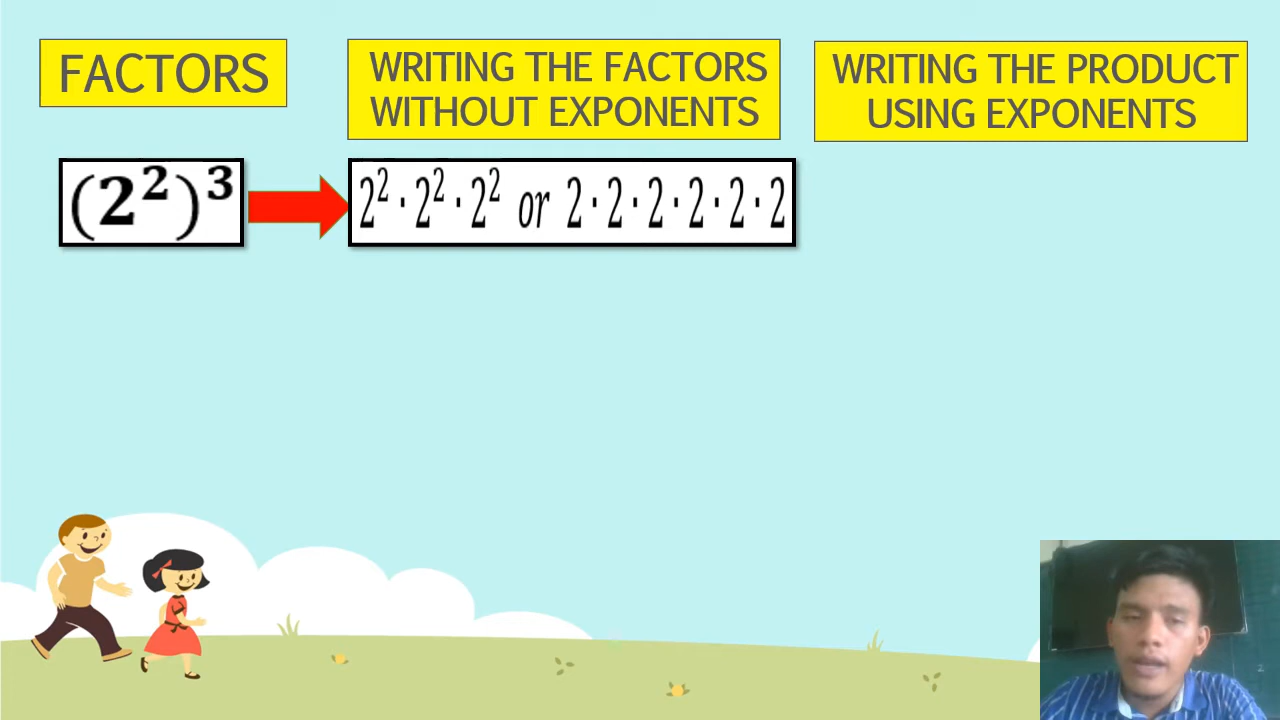 FACTORS
WRITING THE FACTORS
WITHOUT EXPONENTS
WRITING THE PRODUCT
USING EXPONENTS
(2²)³
2² · 2² · 2² or 2 · 2 · 2 · 2 · 2 · 2